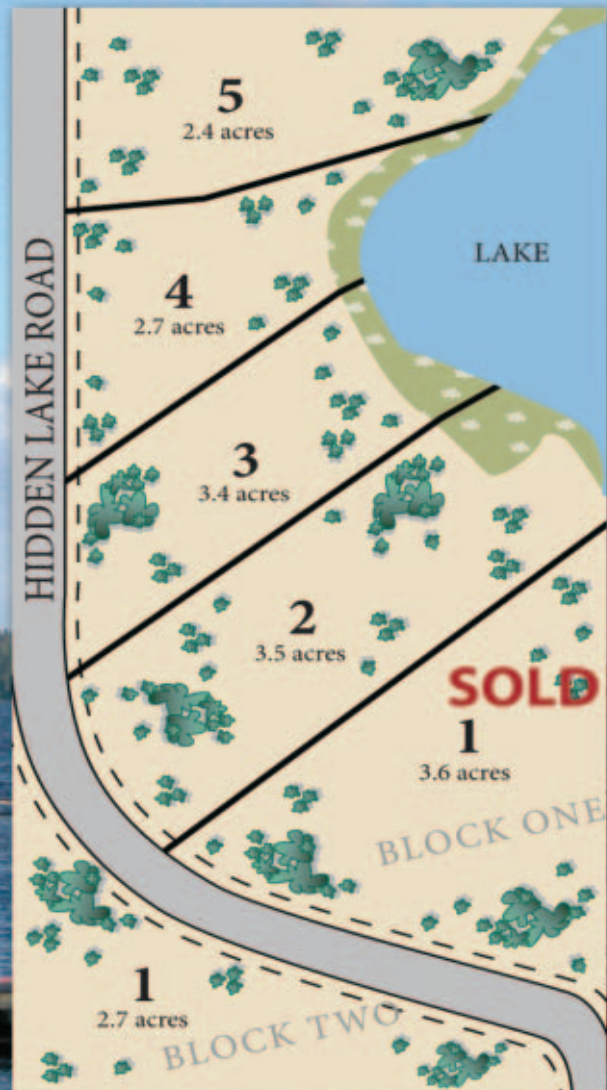 5
2.4 acres
LAKE
4
2.7 acres
HIDDEN LAKE ROAD
3
3.4 acres
2
3.5 acres
SOLD
1
3.6 acres
BLOCK ONE
1
2.7 acres
BLOCK TWO